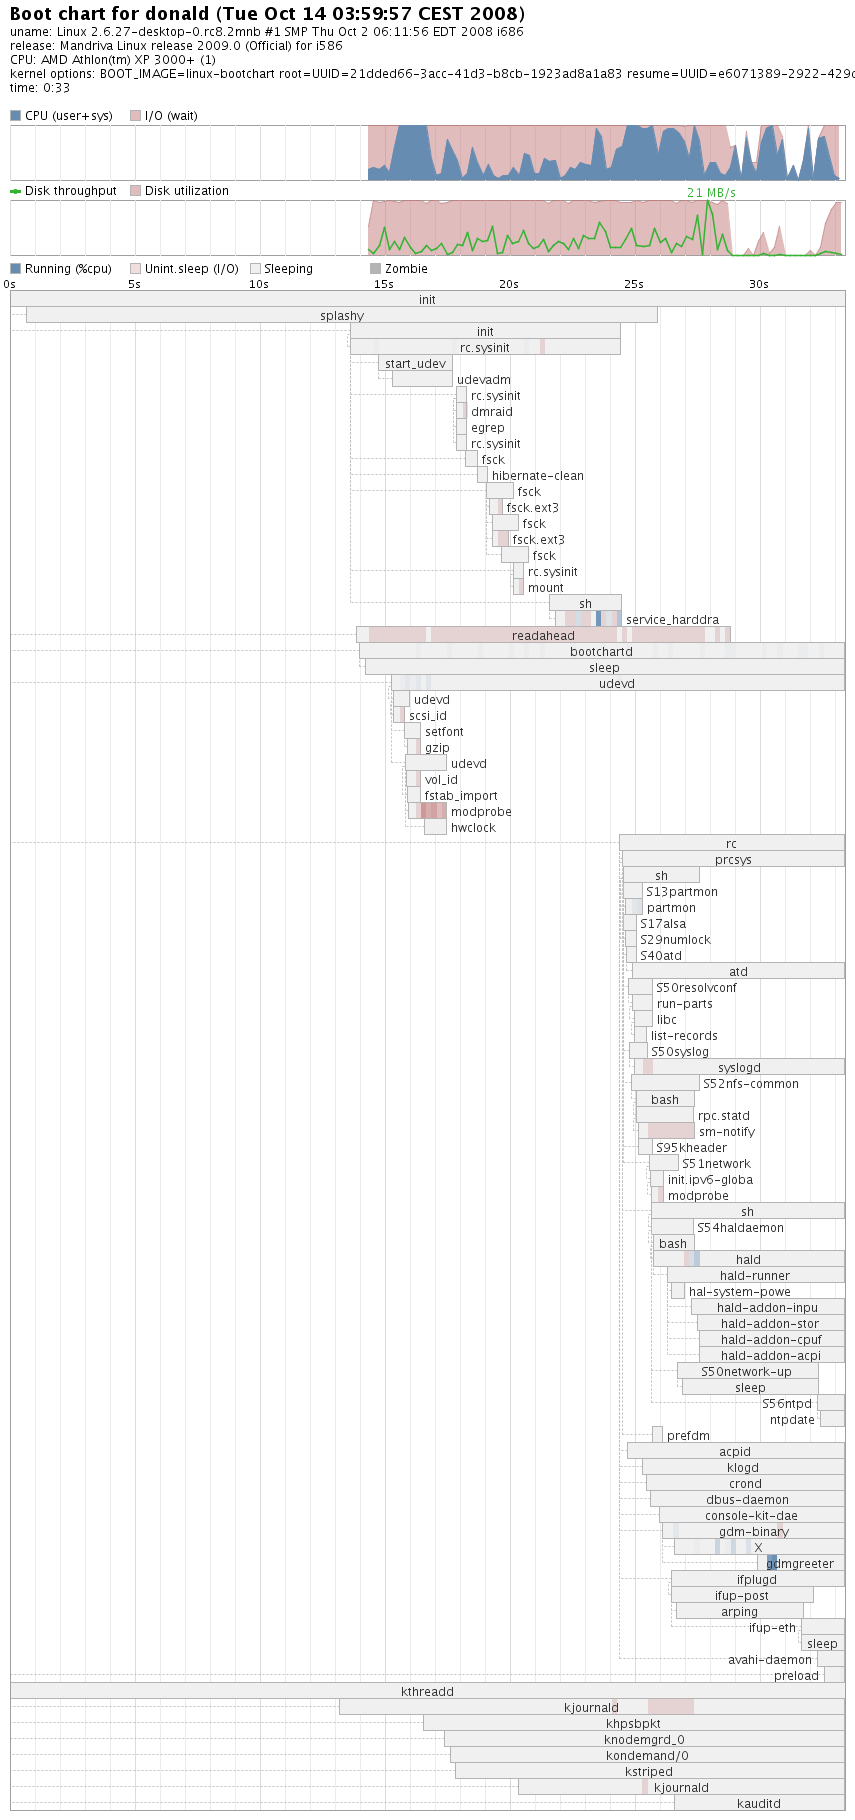 Boot chart for donald (Tue Oct 14 03:59:57 CEST 2008)
uname: Linux 2.6.27-desktop-0.rc8.2mnb #1 SMP Thu Oct 2 06:11:56 EDT 2008 i686
release: Mandriva Linux release 2009.0 (Official) for i586
CPU: AMD Athlon(tm) XP 3000+ (1)
kernel options: BOOT_IMAGE=linux-bootchart root=UUID=21dded66-3acc-41d3-b8cb-1923ad8a1a83 resume=UUID=e6071389-2922-429c
time: 0:33
CPU (user+sys) I/O (wait)
Disk throughput Disk utilization 21 MB/s
Running (%cpu) Unint.sleep (I/O) Sleeping Zombie
0s 5s 10s 15s 20s 25s 30s
init
splashy
init
rc.sysinit
start_udev
udevadm
rc.sysinit
dmraid
egrep
rc.sysinit
fsck
hibernate-clean
fsck
fsck.ext3
fsck
fsck.ext3
fsck
rc.sysinit
mount
sh
service_harddra
readahead
bootchartd
sleep
udevd
udevd
scsi_id
setfont
gzip
udevd
vol_id
fstab_import
modprobe
hwclock
rc
prcsys
sh
S13partmon
partmon
S17alsa
S29numlock
S40atd
atd
S50resolvconf
run-parts
libc
list-records
S50syslog
syslogd
S52nfs-common
bash
rpc.statd
sm-notify
S95kheader
S51network
init.ipv6-globa
modprobe
sh
S54haldaemon
bash
hald
hald-runner
hal-system-powe
hald-addon-inpu
hald-addon-stor
hald-addon-cpuf
hald-addon-acpi
S50network-up
sleep
S56ntpd
ntpdate
prefdm
acpid
klogd
crond
dbus-daemon
console-kit-dae
gdm-binary
X
gdmgreeter
ifplugd
ifup-post
arping
ifup-eth
sleep
avahi-daemon
preload
kthreadd
kjournald
khpsbpkt
knodemgrd_0
kondemand/0
kstriped
kjournald
kauditd